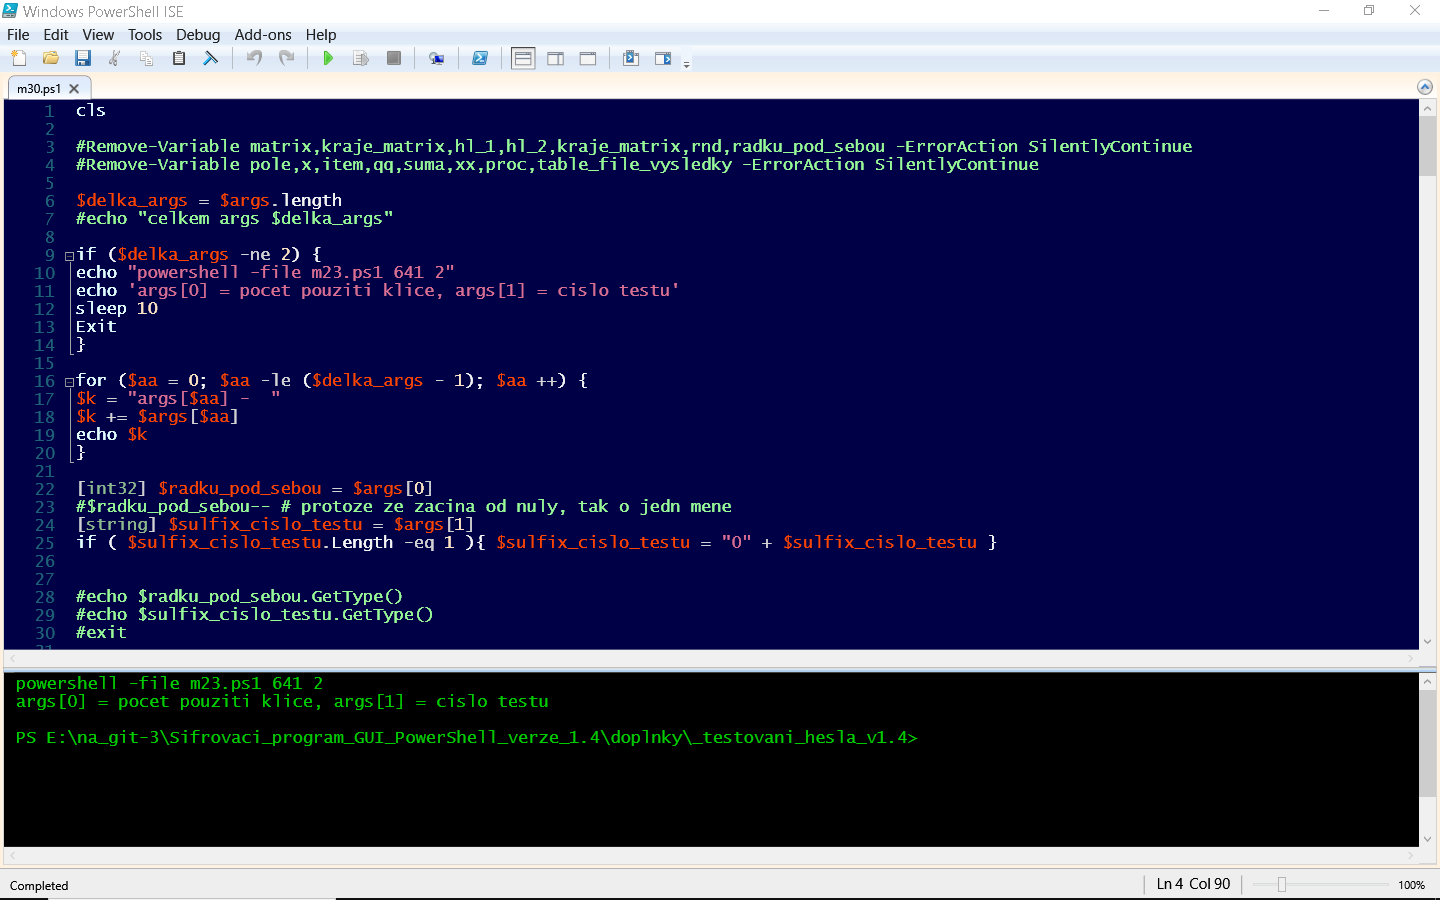 Windows PowerShell ISE
File Edit View Tools Debug Add-ons Help
m30.ps1
1 cls
2
3 #Remove-Variable matrix,kraje_matrix,hl_1,hl_2,kraje_matrix,rnd,radku_pod_sebou -ErrorAction SilentlyContinue
4 #Remove-Variable pole,x,item,qq,suma,xx,proc,table_file_vysledky -ErrorAction SilentlyContinue
5
6 $delka_args = $args.length
7 #echo "celkem args $delka_args"
8
9 if ($delka_args -ne 2) {
10 echo "powershell -file m23.ps1 641 2"
11 echo 'args[0] = pocet pouziti klice, args[1] = cislo testu'
12 sleep 10
13 Exit
14 }
15
16 for ($aa = 0; $aa -le ($delka_args - 1); $aa ++) {
17 $k = "args[$aa] -  "
18 $k += $args[$aa]
19 echo $k
20 }
21
22 [int32] $radku_pod_sebou = $args[0]
23 #$radku_pod_sebou-- # protoze ze zacina od nuly, tak o jedn mene
24 [string] $sulfix_cislo_testu = $args[1]
25 if ( $sulfix_cislo_testu.Length -eq 1 ){ $sulfix_cislo_testu = "0" + $sulfix_cislo_testu }
26
27
28 #echo $radku_pod_sebou.GetType()
29 #echo $sulfix_cislo_testu.GetType()
30 #exit
31
powershell -file m23.ps1 641 2
args[0] = pocet pouziti klice, args[1] = cislo testu
PS E:\na_git-3\Sifrovaci_program_GUI_PowerShell_verze_1.4\doplnky\_testovani_hesla_v1.4>
Completed
Ln 4 Col 90
100%